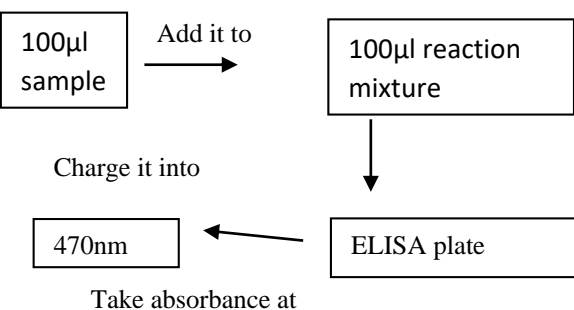 100µl
sample
Add it to
100µl reaction
mixture
Charge it into
470nm
ELISA plate
Take absorbance at